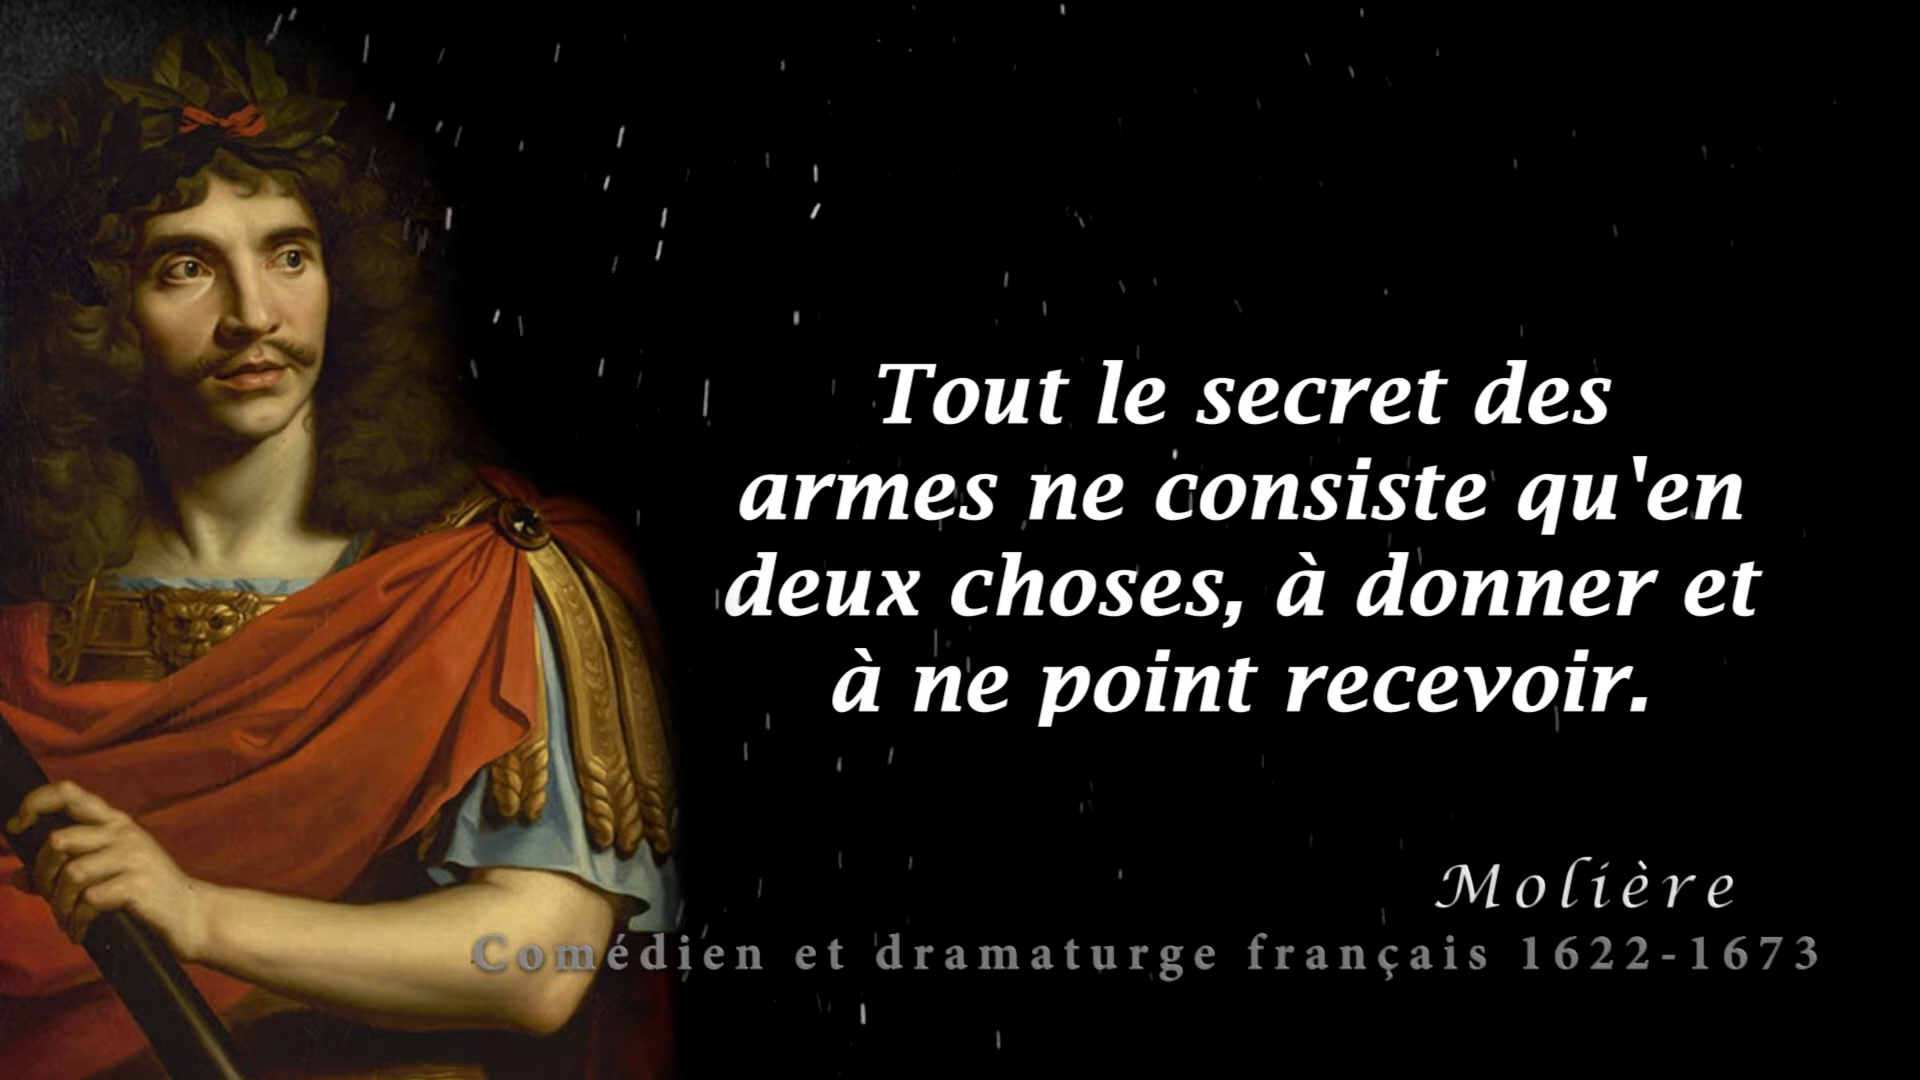 Tout le secret des
armes ne consiste qu'en
deux choses, à donner et
à ne point recevoir.
Molière
Comédien et dramaturge français 1622-1673